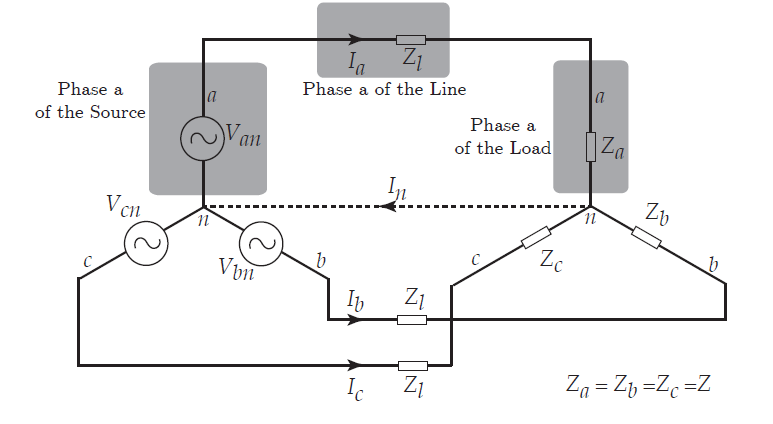 I_a Z_l
Phase a of the Line
Phase a
of the Source
a
V_an
a
Phase a
of the Load
Z_a
I_n
V_cn
n
n
Z_b
c
V_bn
b
c
Z_c
b
I_b Z_l
I_c Z_l
Z_a = Z_b =Z_c =Z